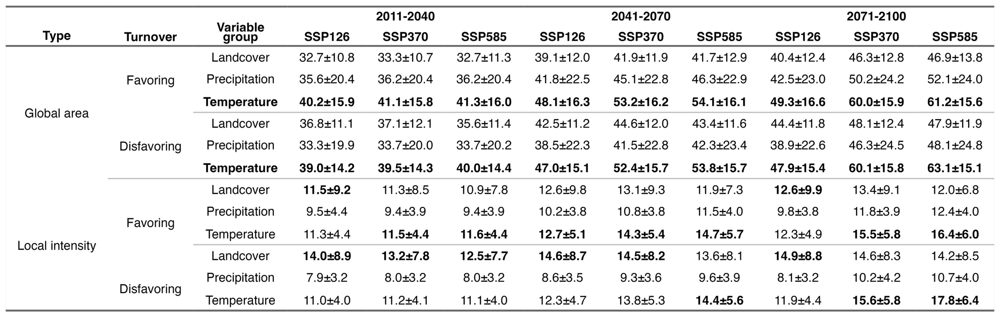 2011-2040 2041-2070 2071-2100
Type Turnover Variable group SSP126 SSP370 SSP585 SSP126 SSP370 SSP585 SSP126 SSP370 SSP585
Landcover 32.7±10.8 33.3±10.7 32.7±11.3 39.1±12.0 41.9±11.9 41.7±12.9 40.4±12.4 46.3±12.8 46.9±13.8
Favoring Precipitation 35.6±20.4 36.2±20.4 36.2±20.4 41.8±22.5 45.1±22.8 46.3±22.9 42.5±23.0 50.2±24.2 52.1±24.0
Temperature 40.2±15.9 41.1±15.8 41.3±16.0 48.1±16.3 53.2±16.2 54.1±16.1 49.3±16.6 60.0±15.9 61.2±15.6
Global area
Landcover 36.8±11.1 37.1±12.1 35.6±11.4 42.5±11.2 44.6±12.0 43.4±11.6 44.4±11.8 48.1±12.4 47.9±11.9
Disfavoring Precipitation 33.3±19.9 33.7±20.0 33.7±20.2 38.5±22.3 41.5±22.8 42.3±23.4 38.9±22.6 46.3±24.5 48.1±24.8
Temperature 39.0±14.2 39.5±14.3 40.0±14.4 47.0±15.1 52.4±15.7 53.8±15.7 47.9±15.4 60.1±15.8 63.1±15.1
Landcover 11.5±9.2 11.3±8.5 10.9±7.8 12.6±9.8 13.1±9.3 11.9±7.3 12.6±9.9 13.4±9.1 12.0±6.8
Favoring Precipitation 9.5±4.4 9.4±3.9 9.4±3.9 10.2±3.8 10.8±3.8 11.5±4.0 9.8±3.8 11.8±3.9 12.4±4.0
Temperature 11.3±4.4 11.5±4.4 11.6±4.4 12.7±5.1 14.3±5.4 14.7±5.7 12.3±4.9 15.5±5.8 16.4±6.0
Local intensity
Landcover 14.0±8.9 13.2±7.8 12.5±7.7 14.6±8.7 14.5±8.2 13.6±8.1 14.9±8.8 14.6±8.3 14.2±8.5
Disfavoring Precipitation 7.9±3.2 8.0±3.2 8.0±3.2 8.6±3.5 9.3±3.6 9.6±3.9 8.1±3.2 10.2±4.2 10.7±4.0
Temperature 11.0±4.0 11.2±4.1 11.1±4.0 12.3±4.7 13.8±5.3 14.4±5.6 11.9±4.4 15.6±5.8 17.8±6.4